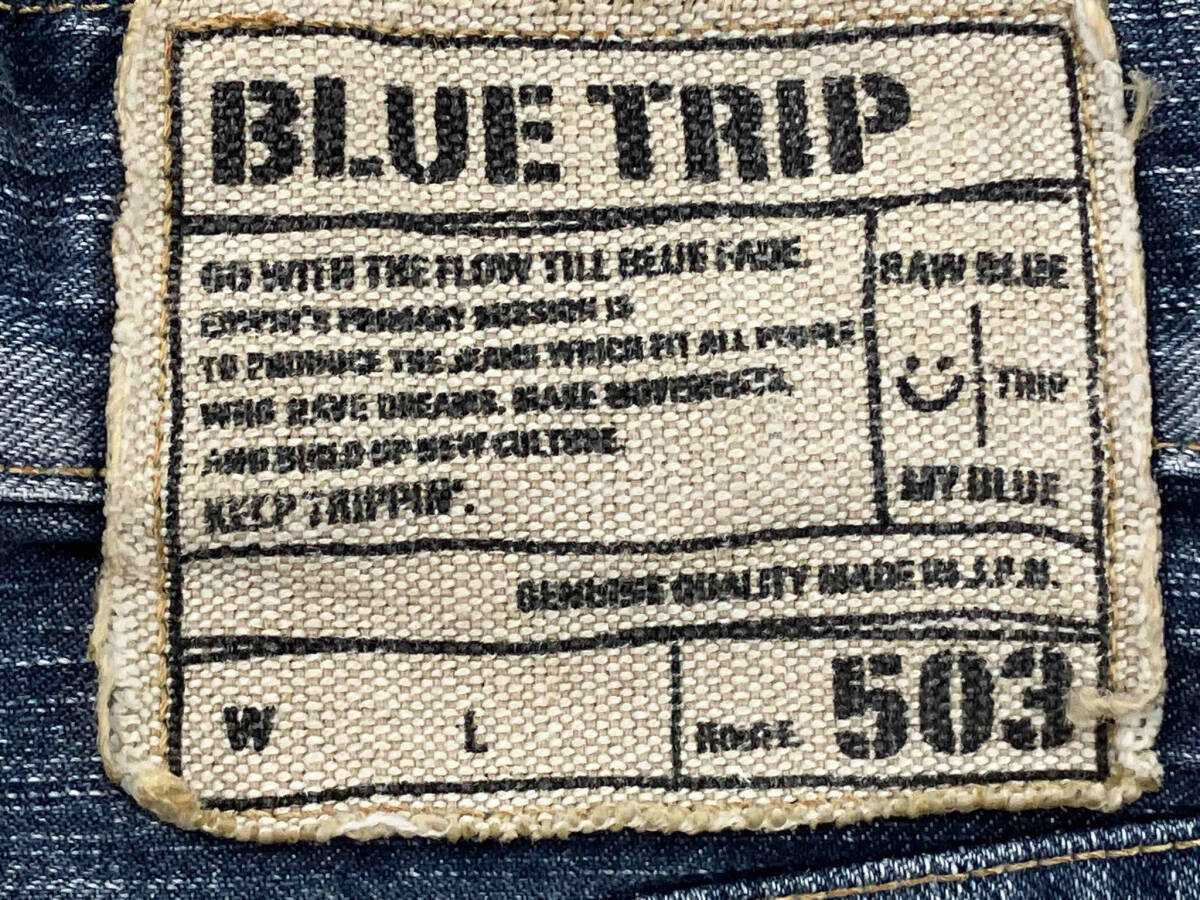 BLUE TRIP
GO WITH THE FLOW TILL BLUE FADE.
EDWIN'S PRIMARY MISSION IS
TO PRODUCE THE JEANS WHICH FIT ALL PEOPLE
WHO HAVE DREAMS, MAKE MOVEMENTS,
AND BUILD UP NEW CULTURE.
KEEP TRIPPIN'.
RAW BLUE
TRIP
MY BLUE
GENUINE QUALITY MADE IN J.P.N.
W L
503